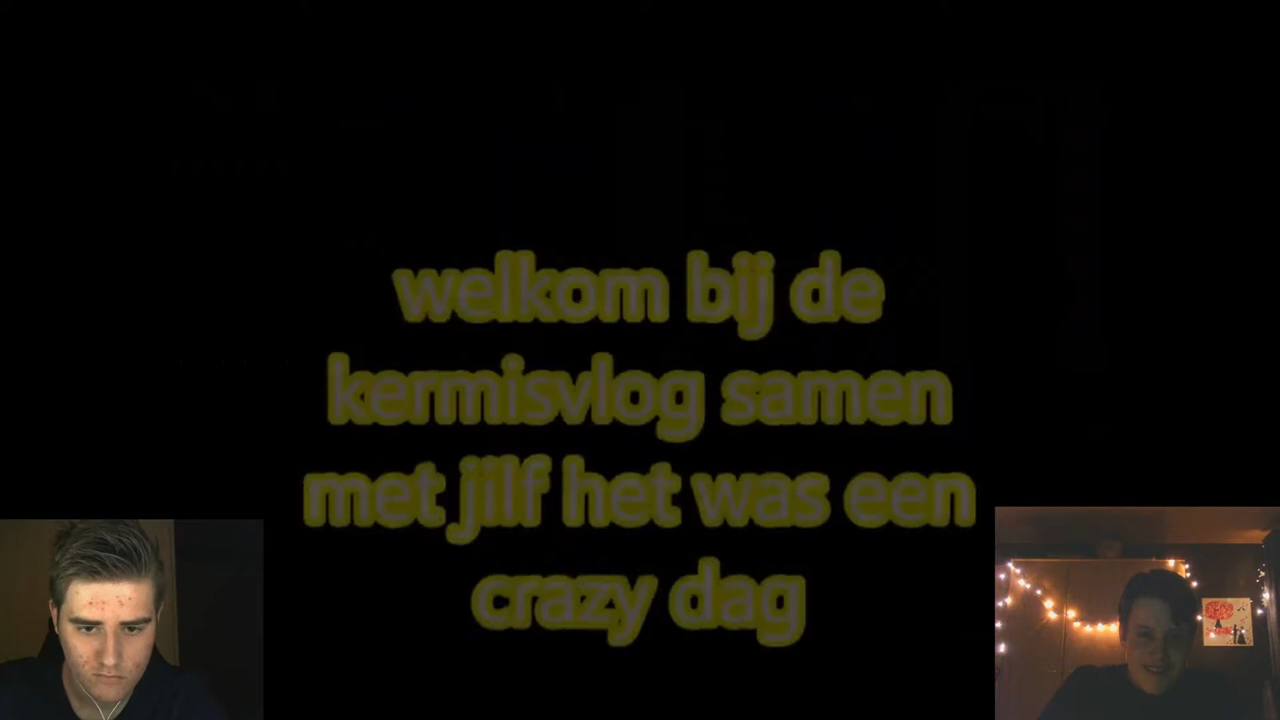 welkom bij de
kermisvlog samen
met jilf het was een
crazy dag